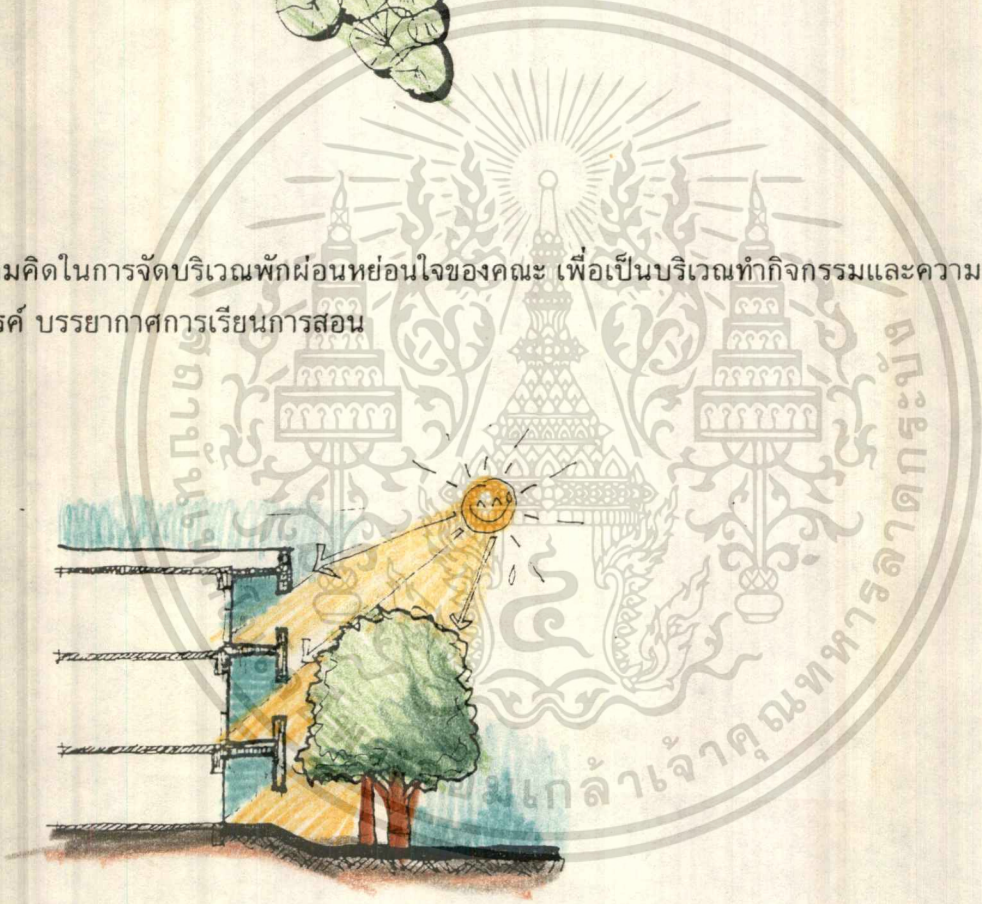 มคิดในการจัดบริเวณพักผ่อนหย่อนใจของคณะ เพื่อเป็นบริเวณทำกิจกรรมและความ
รค์ บรรยากาศการเรียนการสอน